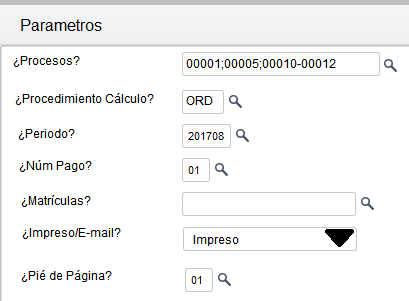 Parametros
¿Procesos? 00001;00005;00010-00012
¿Procedimiento Cálculo? ORD
¿Periodo? 201708
¿Núm Pago? 01
¿Matrículas?
¿Impreso/E-mail? Impreso
¿Pié de Página? 01